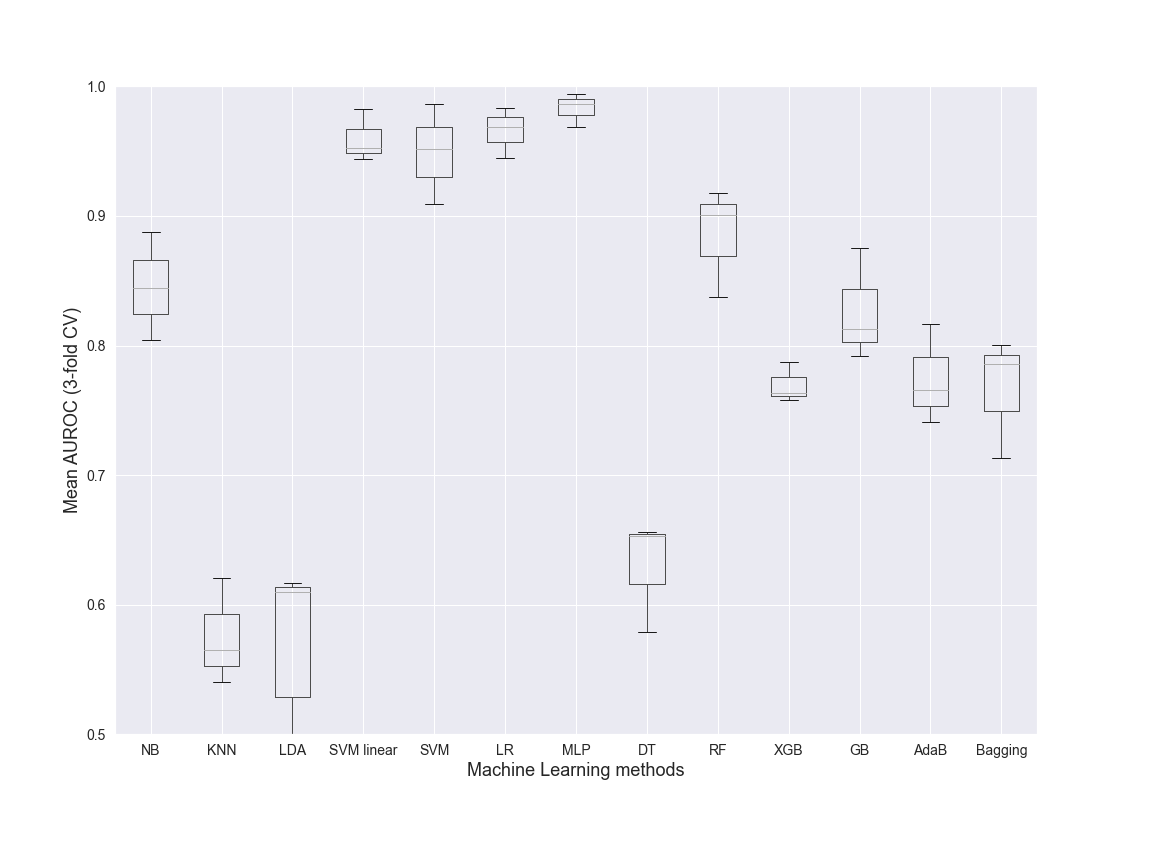 1.0
0.9
0.8
0.7
0.6
0.5
Mean AUROC (3-fold CV)
NB KNN LDA SVM linear SVM LR MLP DT RF XGB GB AdaB Bagging
Machine Learning methods